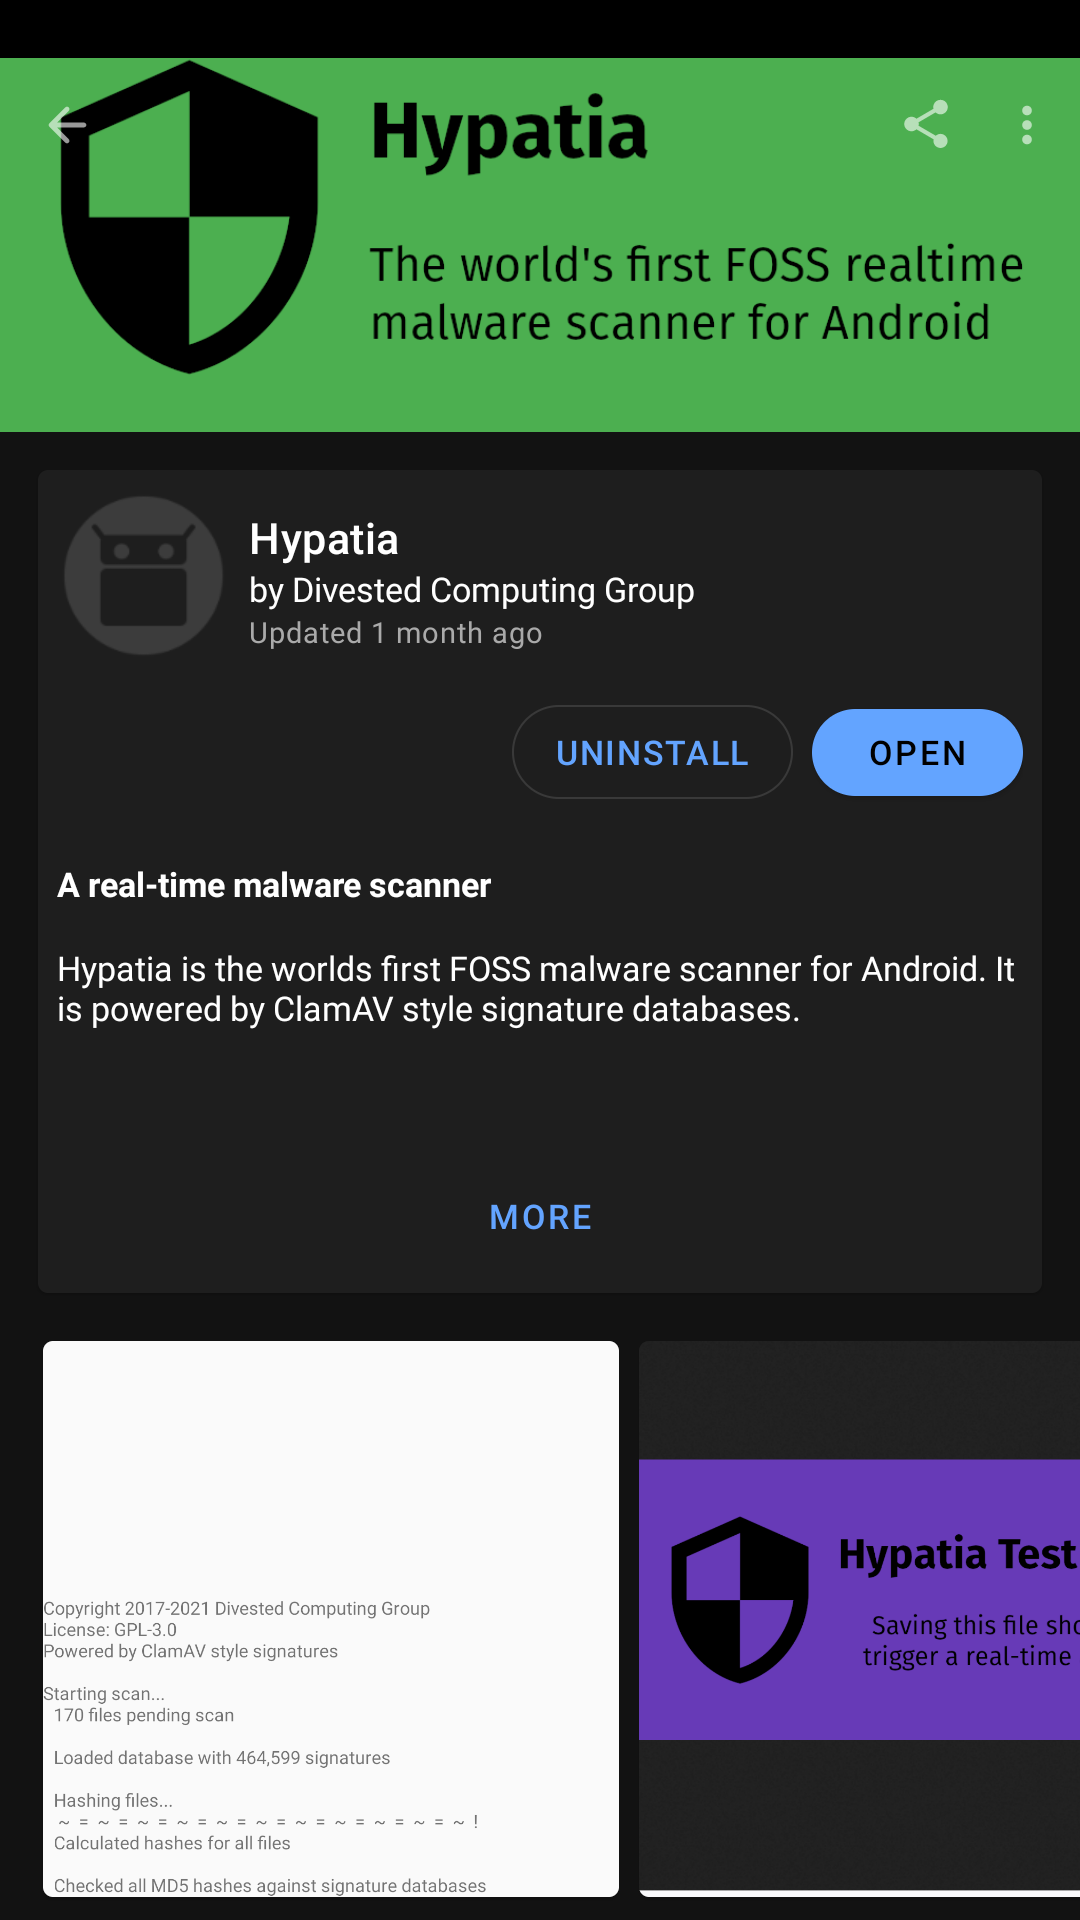 Hypatia
The world's first FOSS realtime
malware scanner for Android
Hypatia
by Divested Computing Group
Updated 1 month ago
UNINSTALL
OPEN
A real-time malware scanner
Hypatia is the worlds first FOSS malware scanner for Android. It
is powered by ClamAV style signature databases.
MORE
Copyright 2017-2021 Divested Computing Group
License: GPL-3.0
Powered by ClamAV style signatures
Starting scan...
170 files pending scan
Loaded database with 464,599 signatures
Hashing files...
~ = ~ = ~ = ~ = ~ = ~ = ~ = ~ = ~ = ~ = ~ !
Calculated hashes for all files
Checked all MD5 hashes against signature databases
Hypatia Test
Saving this file sho
trigger a real-time